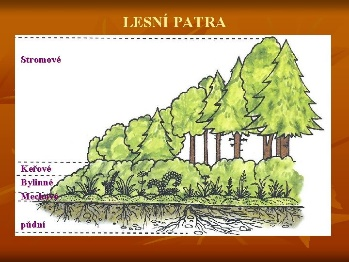 LESNÍ PATRA
Stromové
Keřové
Bylinné
Mechové
půdní